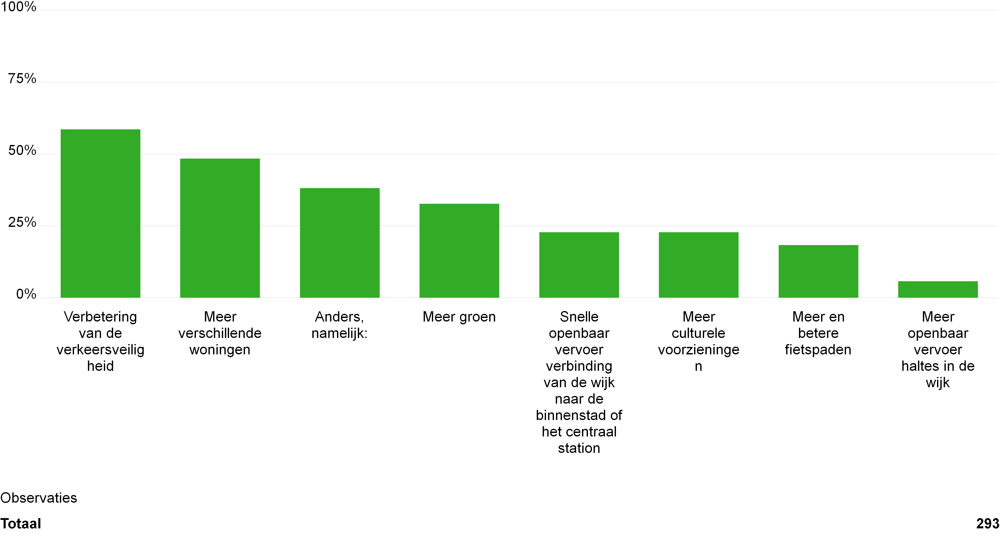 100%
75%
50%
25%
0%
Verbetering
van de
verkeersveilig
heid
Meer
verschillende
woningen
Anders,
namelijk:
Meer groen
Snelle
openbaar
vervoer
verbinding
van de wijk
naar de
binnenstad of
het centraal
station
Meer
culturele
voorzieninge
n
Meer en
betere
fietspaden
Meer
openbaar
vervoer
haltes in de
wijk
Observaties
Totaal 293